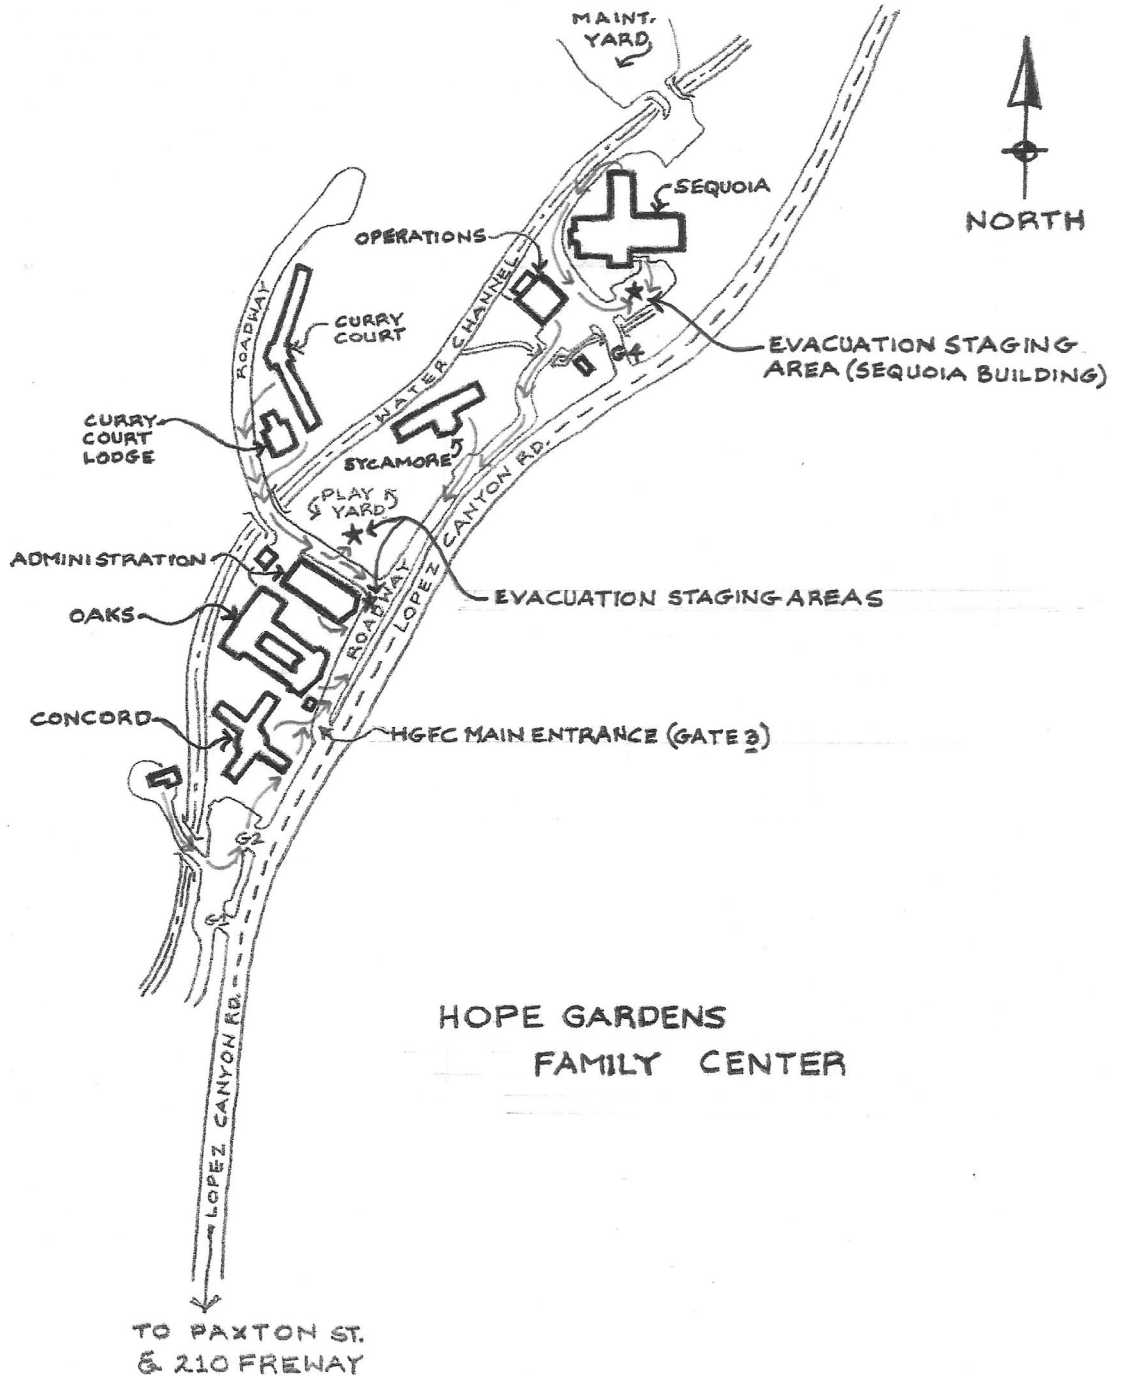 MAINT.
YARD
SEQUOIA
NORTH
OPERATIONS
ROADWAY
CURRY
COURT
WATER CHANNEL
G4
EVACUATION STAGING
AREA (SEQUOIA BUILDING)
CURRY
COURT
LODGE
SYCAMORE
PLAY
YARD
LOPEZ CANYON RD.
ADMINISTRATION
OAKS
ROADWAY
EVACUATION STAGING AREAS
CONCORD
HGFC MAIN ENTRANCE (GATE 3)
G2
G1
LOPEZ CANYON RD.
HOPE GARDENS
FAMILY CENTER
TO PAXTON ST.
& 210 FREWAY